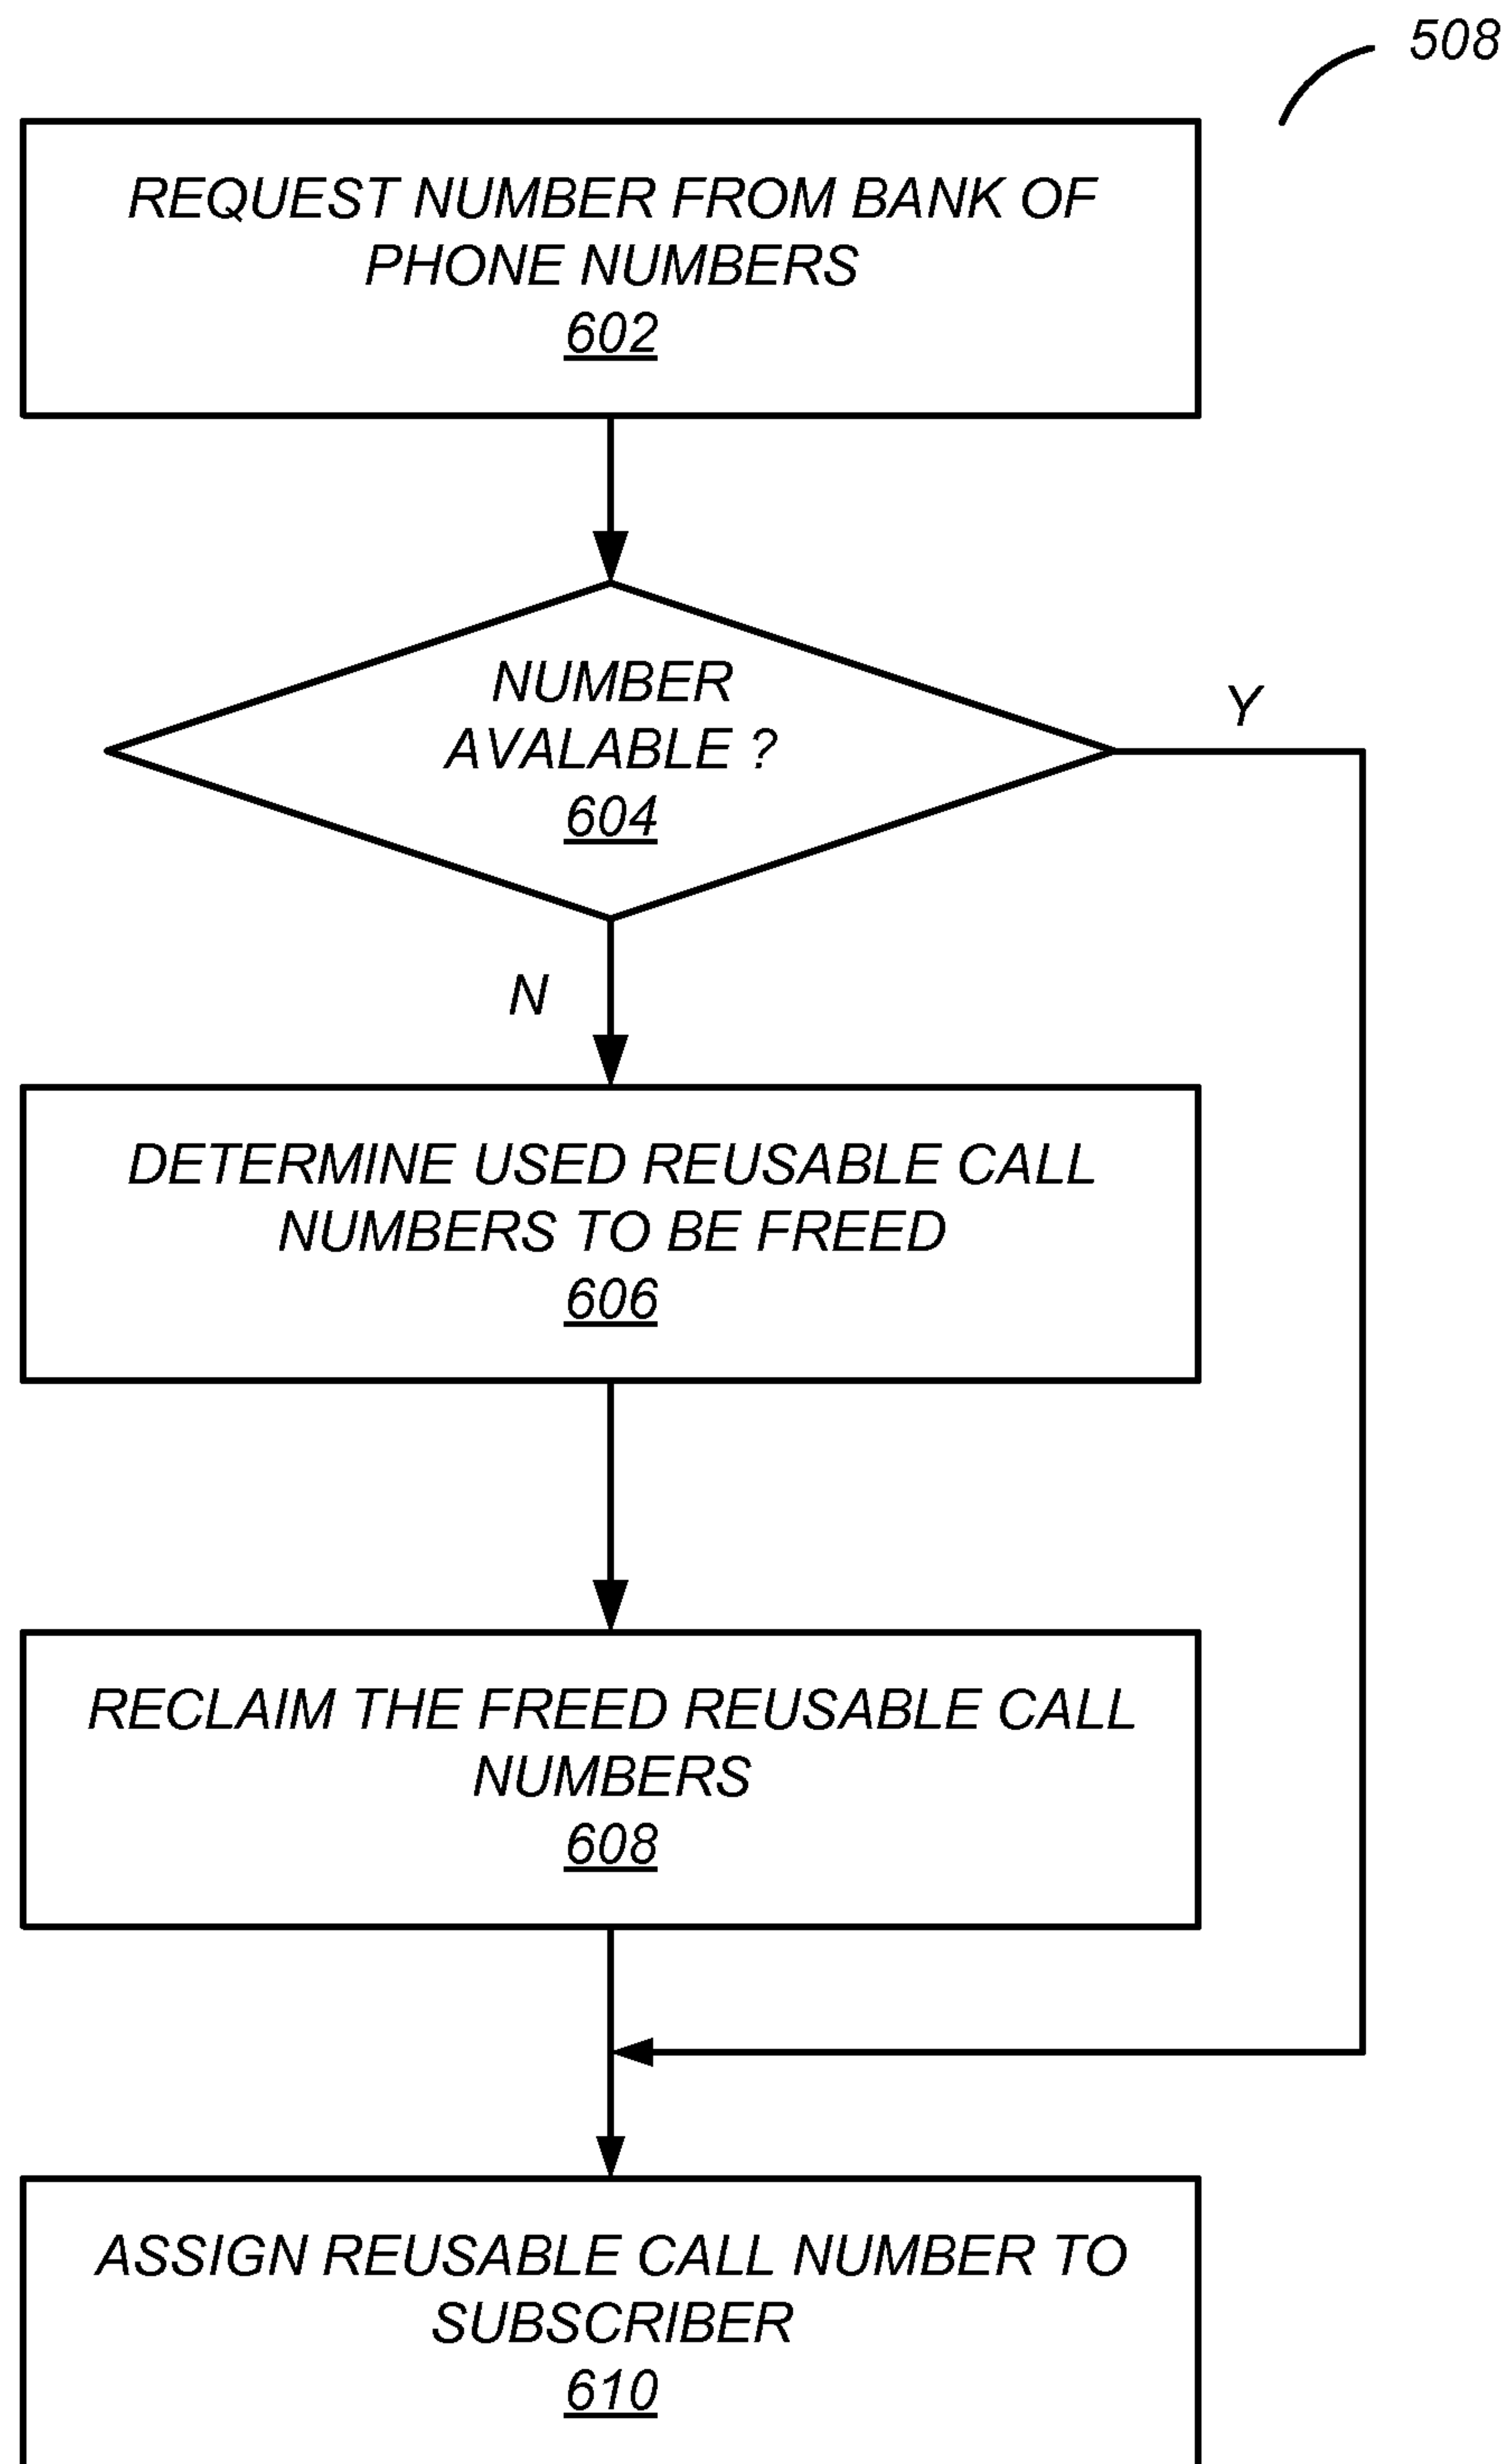 508
REQUEST NUMBER FROM BANK OF
PHONE NUMBERS
602
NUMBER
AVALABLE ?
604
Y
N
DETERMINE USED REUSABLE CALL
NUMBERS TO BE FREED
606
RECLAIM THE FREED REUSABLE CALL
NUMBERS
608
ASSIGN REUSABLE CALL NUMBER TO
SUBSCRIBER
610